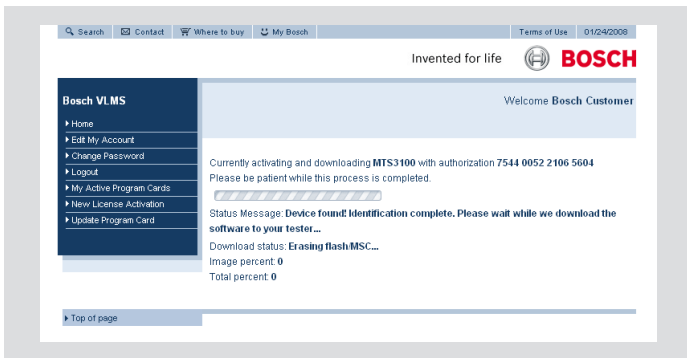 Search Contact Where to buy My Bosch Terms of Use 01/24/2008
Invented for life BOSCH
Bosch VLMS
Welcome Bosch Customer
Home
Edit My Account
Change Password
Logout
My Active Program Cards
New License Activation
Update Program Card
Currently activating and downloading MTS3100 with authorization 7544 0052 2106 5604
Please be patient while this process is completed.
Status Message: Device found! Identification complete. Please wait while we download the
software to your tester...
Download status: Erasing flash/MSC...
Image percent: 0
Total percent: 0
Top of page